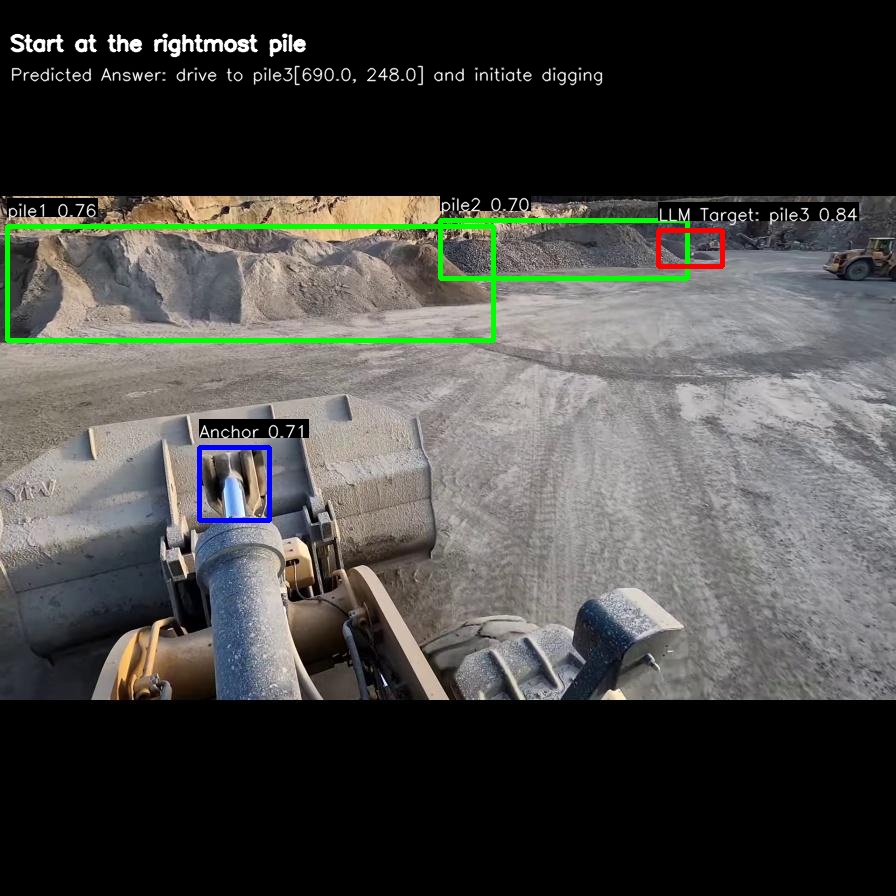 Start at the rightmost pile
Predicted Answer: drive to pile3[690.0, 248.0] and initiate digging
pile1 0.76
pile2 0.70
LLM Target: pile3 0.84
Anchor 0.71